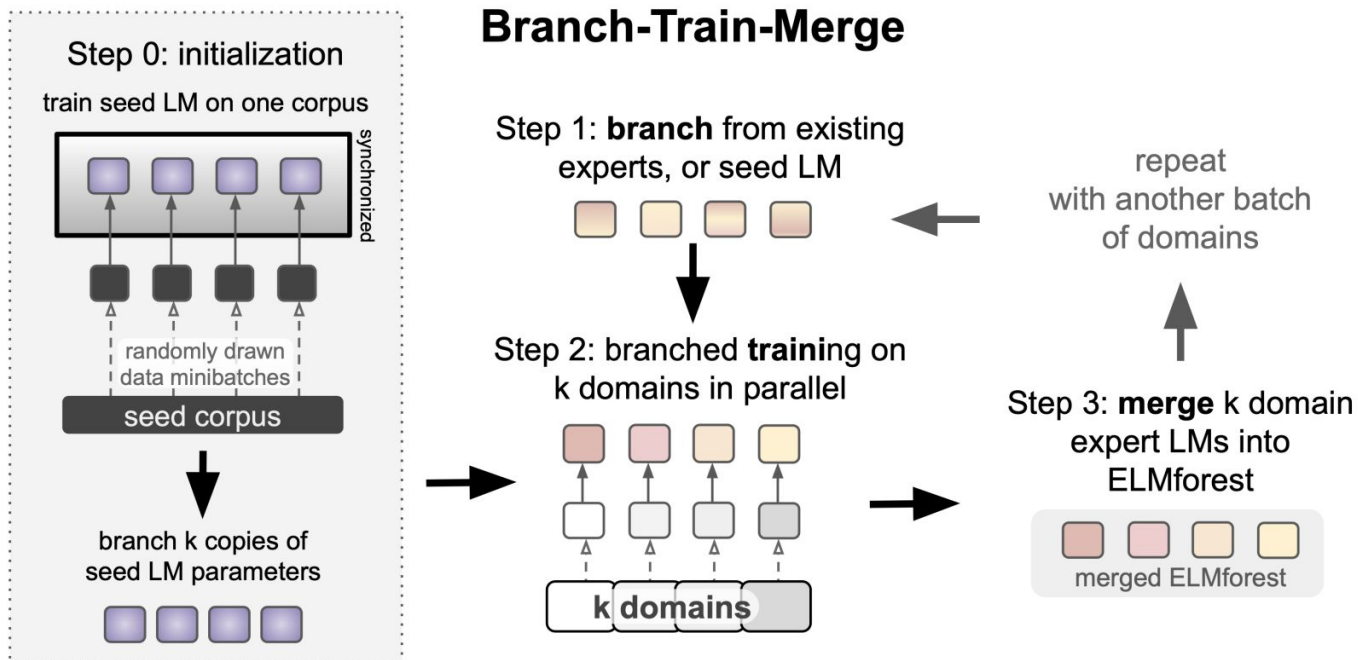 Branch-Train-Merge
Step 0: initialization
train seed LM on one corpus
synchronized
randomly drawn
data minibatches
seed corpus
branch k copies of
seed LM parameters
Step 1: branch from existing
experts, or seed LM
Step 2: branched training on
k domains in parallel
k domains
Step 3: merge k domain
expert LMs into
ELMforest
merged ELMforest
repeat
with another batch
of domains